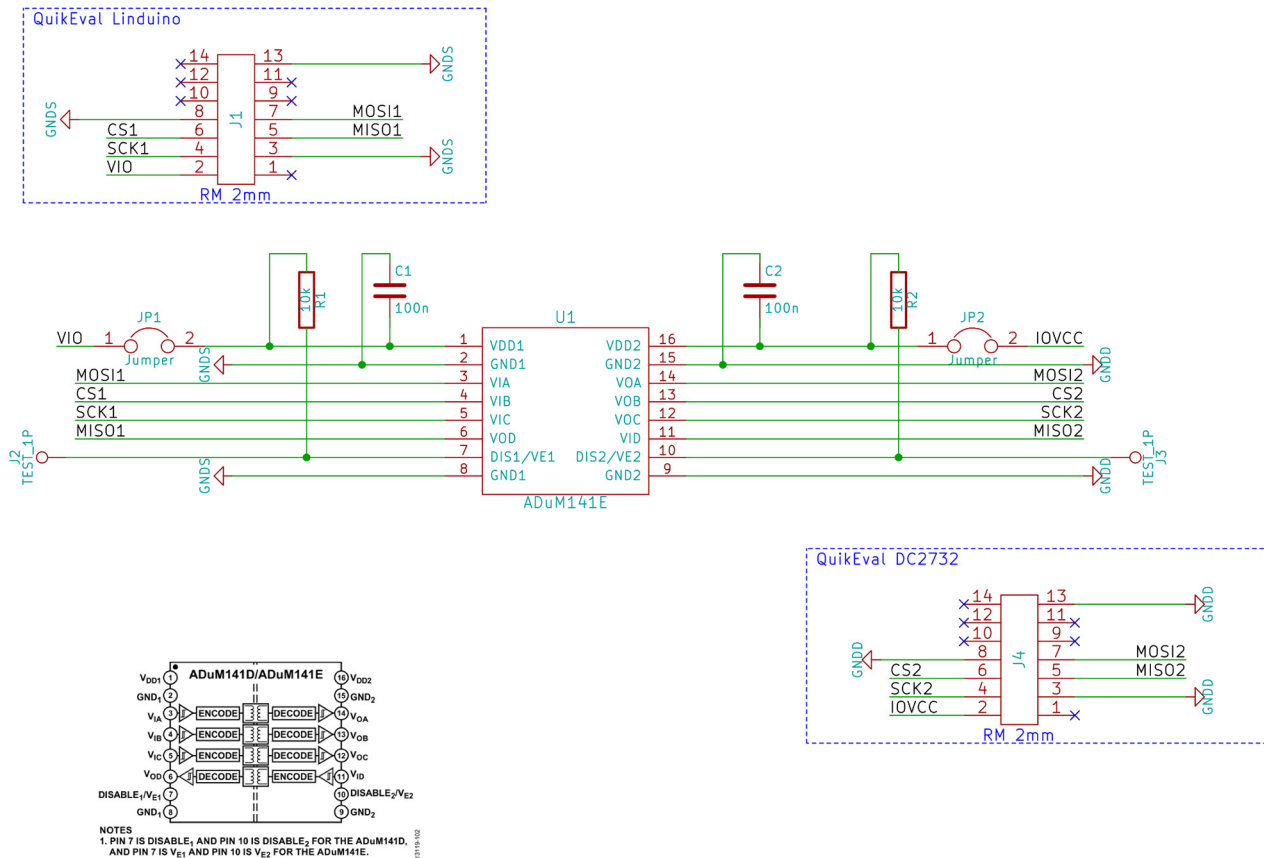 QuikEval Linduino
14 13
12 11
10 9
8 7 MOSI1
CS1 6 5 MISO1
SCK1 4 3
VIO 2 1
GNDS
GNDS
GNDS
J1
RM 2mm
10k
R1
C1
100n
C2
100n
10k
R2
U1
JP1
VIO 1 2
Jumper
GNDS
1 VDD1 VDD2 16
2 GND1 GND2 15
MOSI1 3 VIA VOA 14 MOSI2
CS1 4 VIB VOB 13 CS2
SCK1 5 VIC VOC 12 SCK2
MISO1 6 VOD VID 11 MISO2
7 DIS1/VE1 DIS2/VE2 10
8 GND1 GND2 9
ADuM141E
JP2
1 2 IOVCC
Jumper
GNDD
J2
TEST_1P
GNDS
GNDD
TEST_1P
J3
QuikEval DC2732
14 13
12 11
10 9
8 7 MOSI2
CS2 6 5 MISO2
SCK2 4 3
IOVCC 2 1
GNDD
GNDD
GNDD
J4
RM 2mm
ADuM141D/ADuM141E
VDD1 1 16 VDD2
GND1 2 15 GND2
VIA 3 ENCODE DECODE 14 VOA
VIB 4 ENCODE DECODE 13 VOB
VIC 5 ENCODE DECODE 12 VOC
VOD 6 DECODE ENCODE 11 VID
DISABLE1/VE1 7 10 DISABLE2/VE2
GND1 8 9 GND2
NOTES
1. PIN 7 IS DISABLE1 AND PIN 10 IS DISABLE2 FOR THE ADuM141D,
AND PIN 7 IS VE1 AND PIN 10 IS VE2 FOR THE ADuM141E.
13119-102